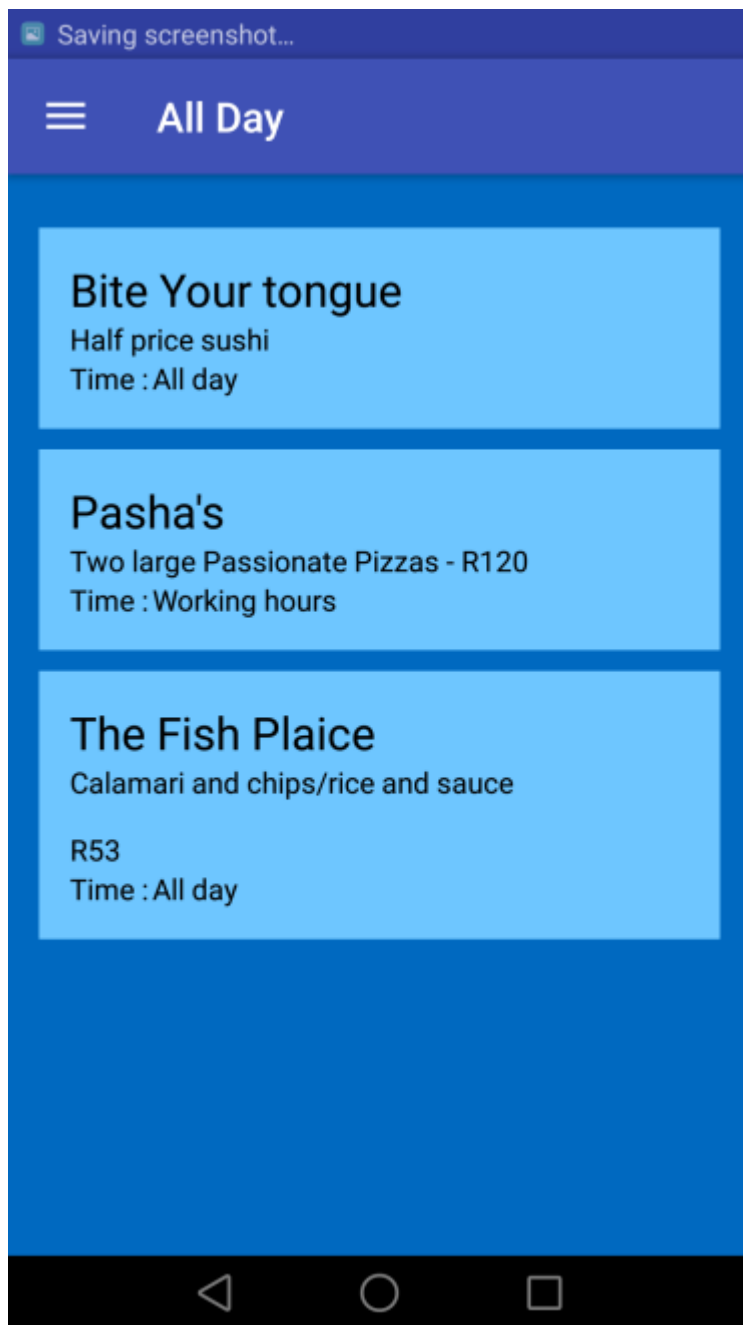 Saving screenshot...
All Day
Bite Your tongue
Half price sushi
Time : All day
Pasha's
Two large Passionate Pizzas - R120
Time : Working hours
The Fish Plaice
Calamari and chips/rice and sauce
R53
Time : All day